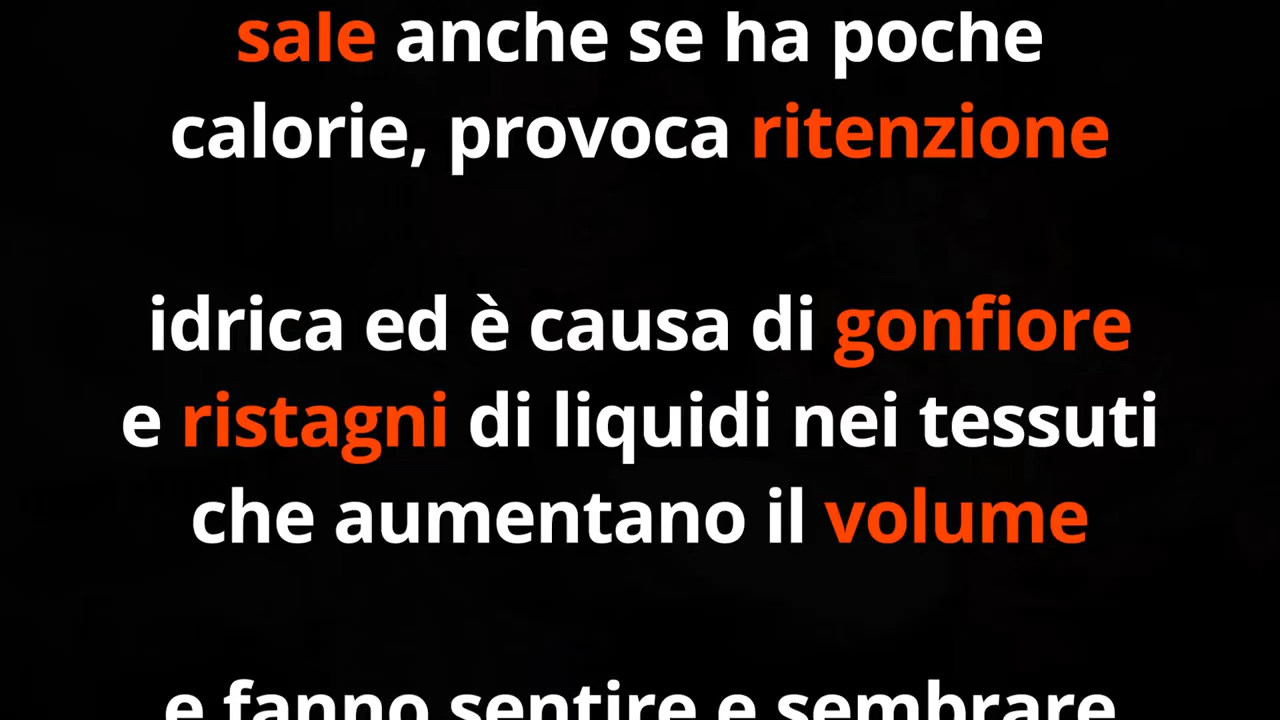 sale anche se ha poche
calorie, provoca ritenzione
idrica ed è causa di gonfiore
e ristagni di liquidi nei tessuti
che aumentano il volume
e fanno sentire e sembrare